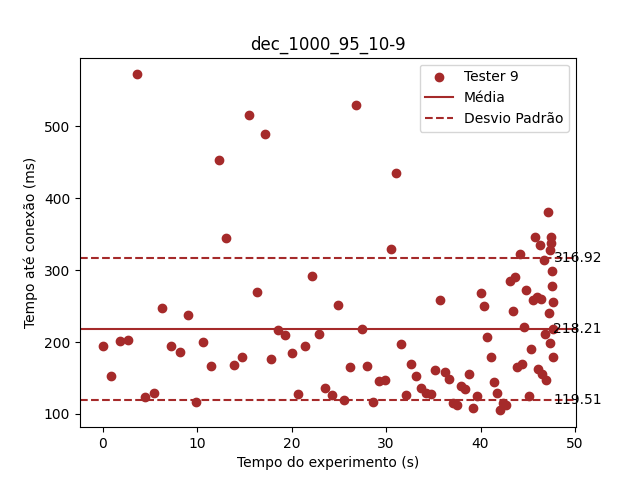 dec_1000_95_10-9
Tester 9
Média
Desvio Padrão
Tempo até conexão (ms)
500
400
300
200
100
316.92
218.21
119.51
0 10 20 30 40 50
Tempo do experimento (s)